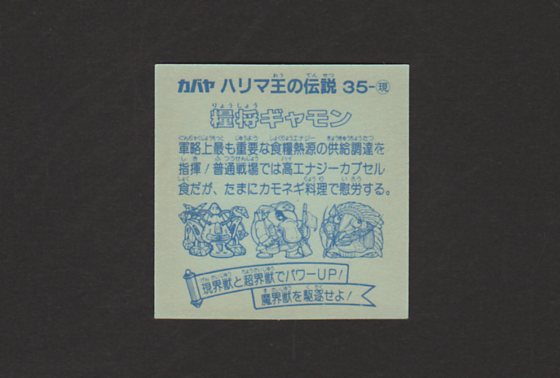 カバヤ ハリマ王の伝説 35-現
糧将ギャモン
軍略上最も重要な食糧熱源の供給調達を
指揮!普通戦場では高エナジーカプセル
食だが、たまにカモネギ料理で慰労する。
現界獣と超界獣でパワーUP!
魔界獣を駆逐せよ!